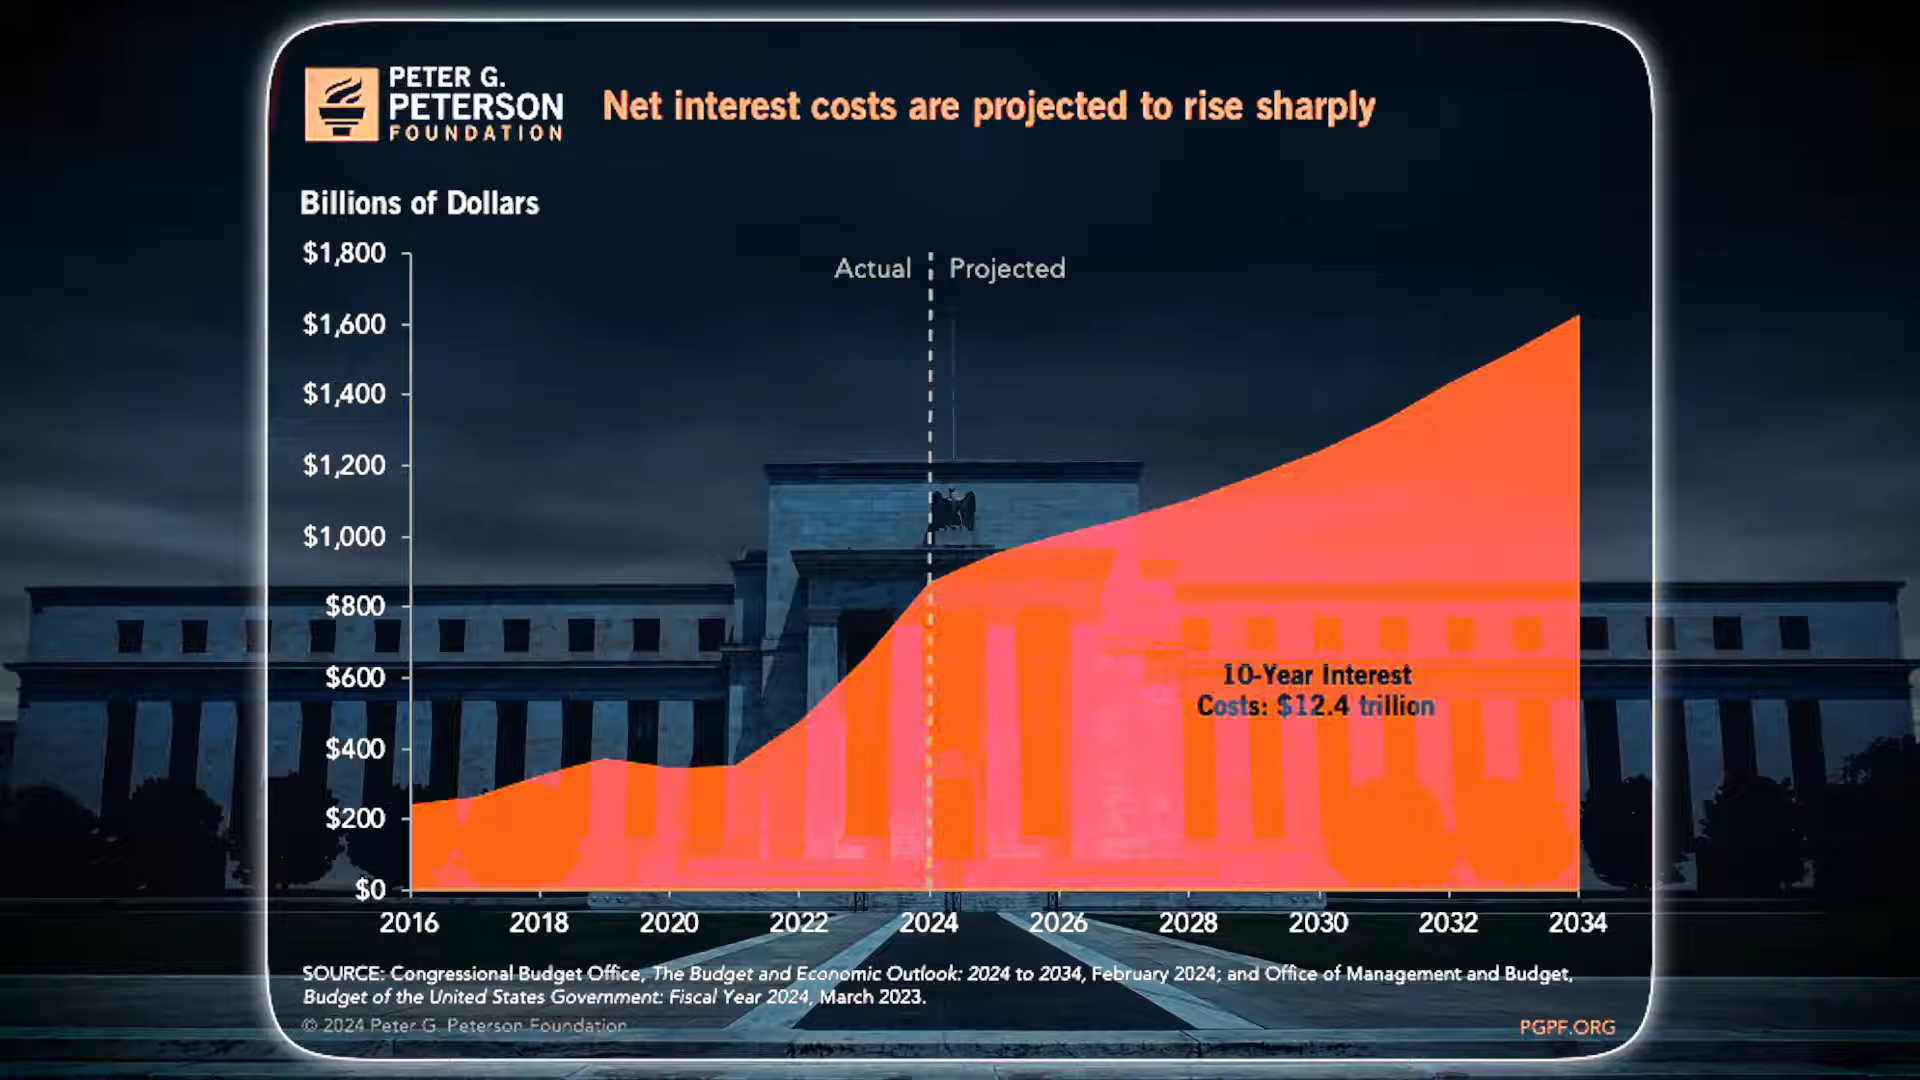 PETER G.
PETERSON
FOUNDATION
Net interest costs are projected to rise sharply
Billions of Dollars
$1,800
$1,600
$1,400
$1,200
$1,000
$800
$600
$400
$200
$0
Actual
Projected
10-Year Interest
Costs: $12.4 trillion
2016
2018
2020
2022
2024
2026
2028
2030
2032
2034
SOURCE: Congressional Budget Office, The Budget and Economic Outlook: 2024 to 2034, February 2024; and Office of Management and Budget,
Budget of the United States Government: Fiscal Year 2024, March 2023.
© 2024 Peter G. Peterson Foundation
PGPF.ORG